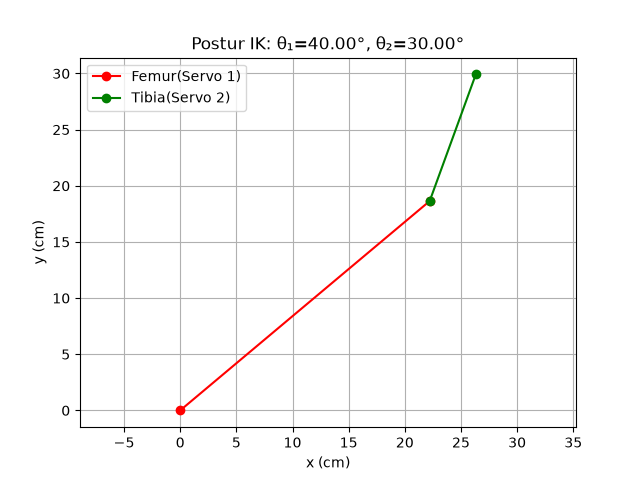 Postur IK: θ₁=40.00°, θ₂=30.00°
Femur(Servo 1)
Tibia(Servo 2)
30
25
20
15
10
5
0
y (cm)
−5 0 5 10 15 20 25 30 35
x (cm)